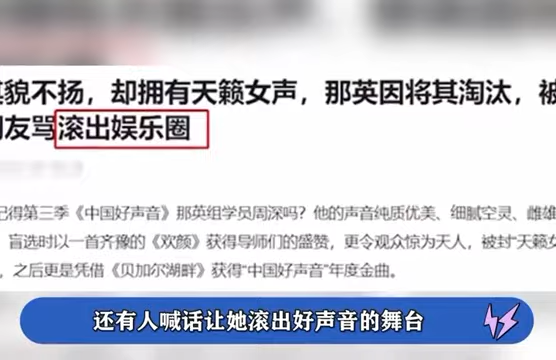 貌不扬，却拥有天籁女声，那英因将其淘汰，被
友骂滚出娱乐圈
记得第三季《中国好声音》那英组学员周深吗？他的声音纯质优美、细腻空灵、雌雄
盲选时以一首齐豫的《欢颜》获得导师们的盛赞，更令观众惊为天人，被封“天籁女
，之后更是凭借《贝加尔湖畔》获得“中国好声音”年度金曲。
还有人喊话让她滚出好声音的舞台